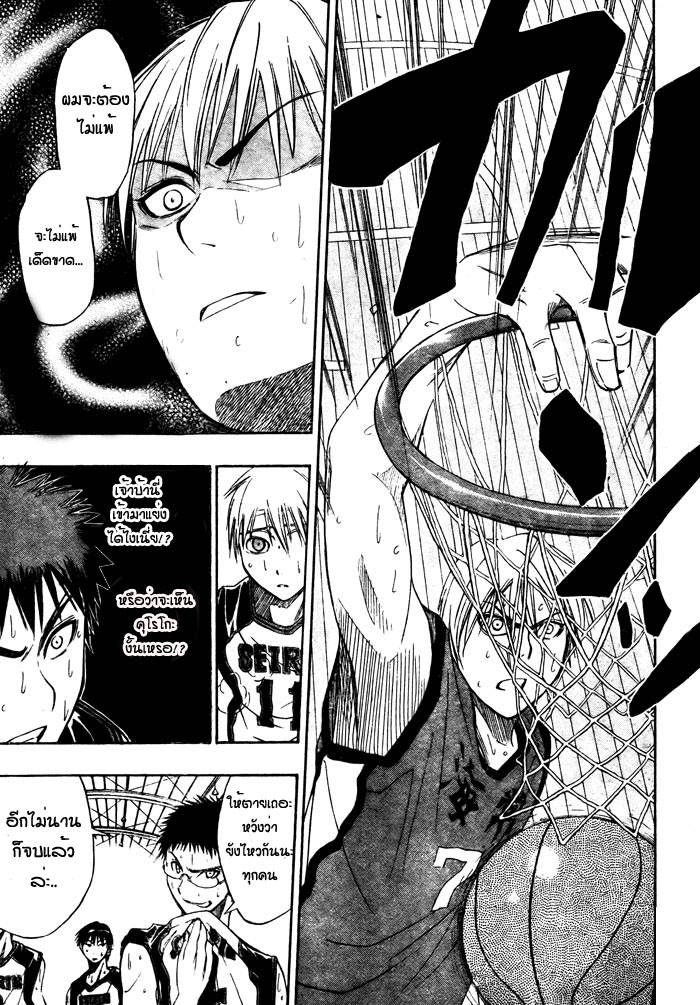 ガ
ผมจะต้อง
ไม่แพ้
จะไม่แพ้
เด็ดขาด...
SEIRIN
11
เจ้าบ้านี่
เข้ามาแย่ง
ได้ไงเนี่ย!?
หรือว่าจะเห็น
คุโรโกะ
งั้นเหรอ!?
7
ให้ตายเถอะ
หวังว่า
ยังไหวกันนะ
ทุกคน
อีกไม่นาน
ก็จบแล้ว
ล่ะ..